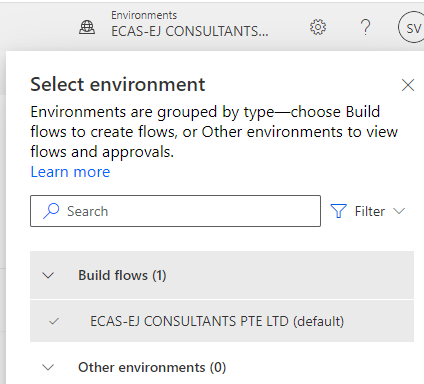 Environments
ECAS-EJ CONSULTANTS...
SV
Select environment
Environments are grouped by type—choose Build
flows to create flows, or Other environments to view
flows and approvals.
Learn more
Search
Filter
Build flows (1)
ECAS-EJ CONSULTANTS PTE LTD (default)
Other environments (0)